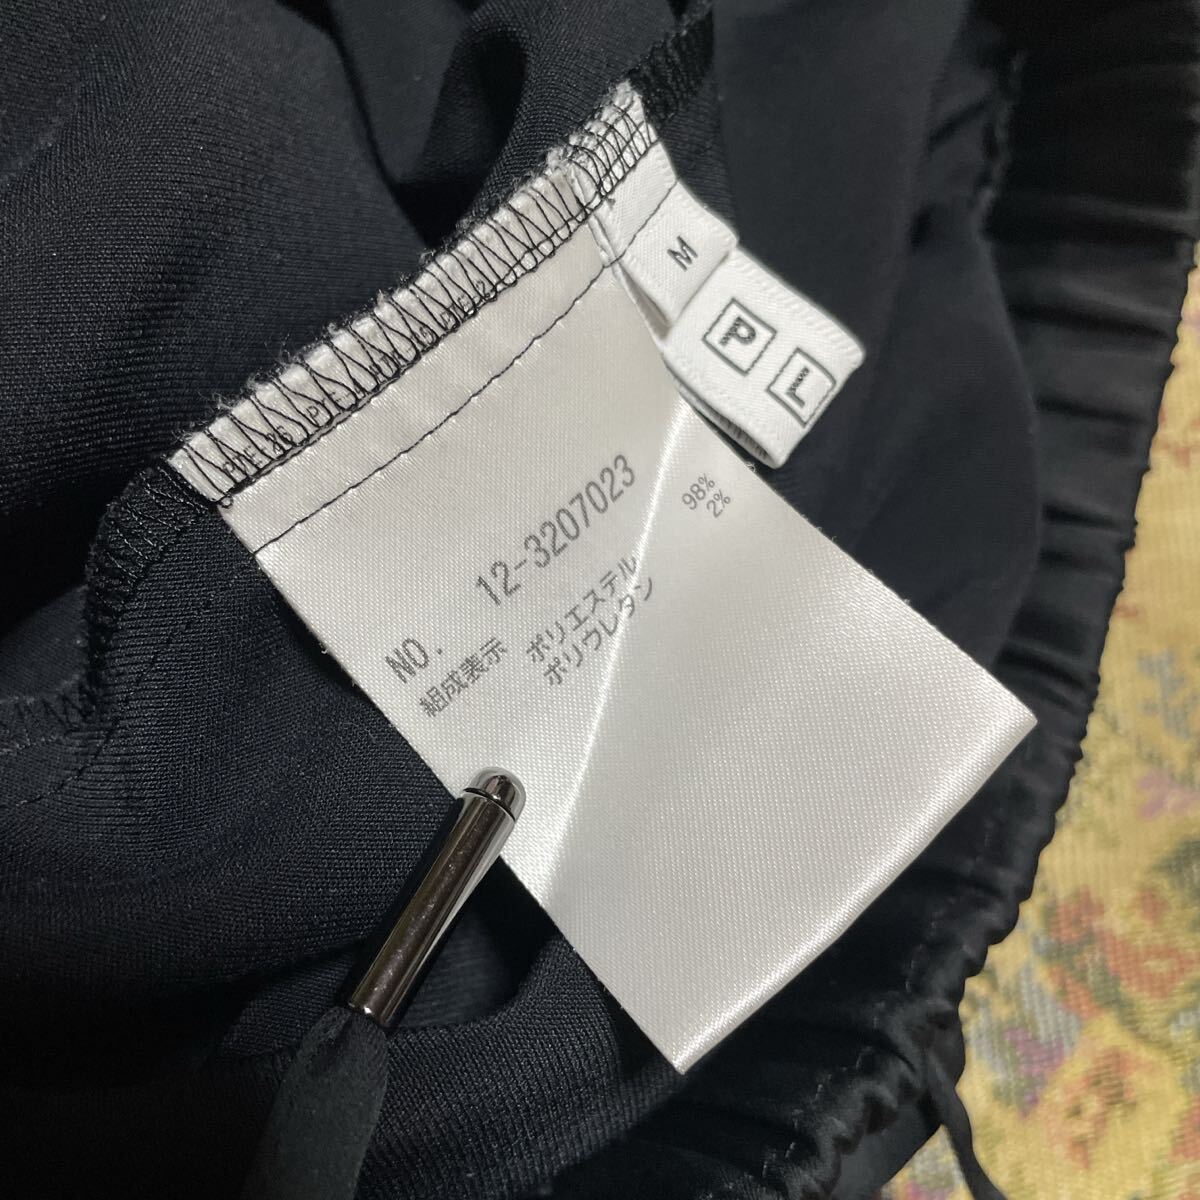 M
P L
NO. 12-3207023
組成表示 ポリエステル 98%
ポリウレタン 2%